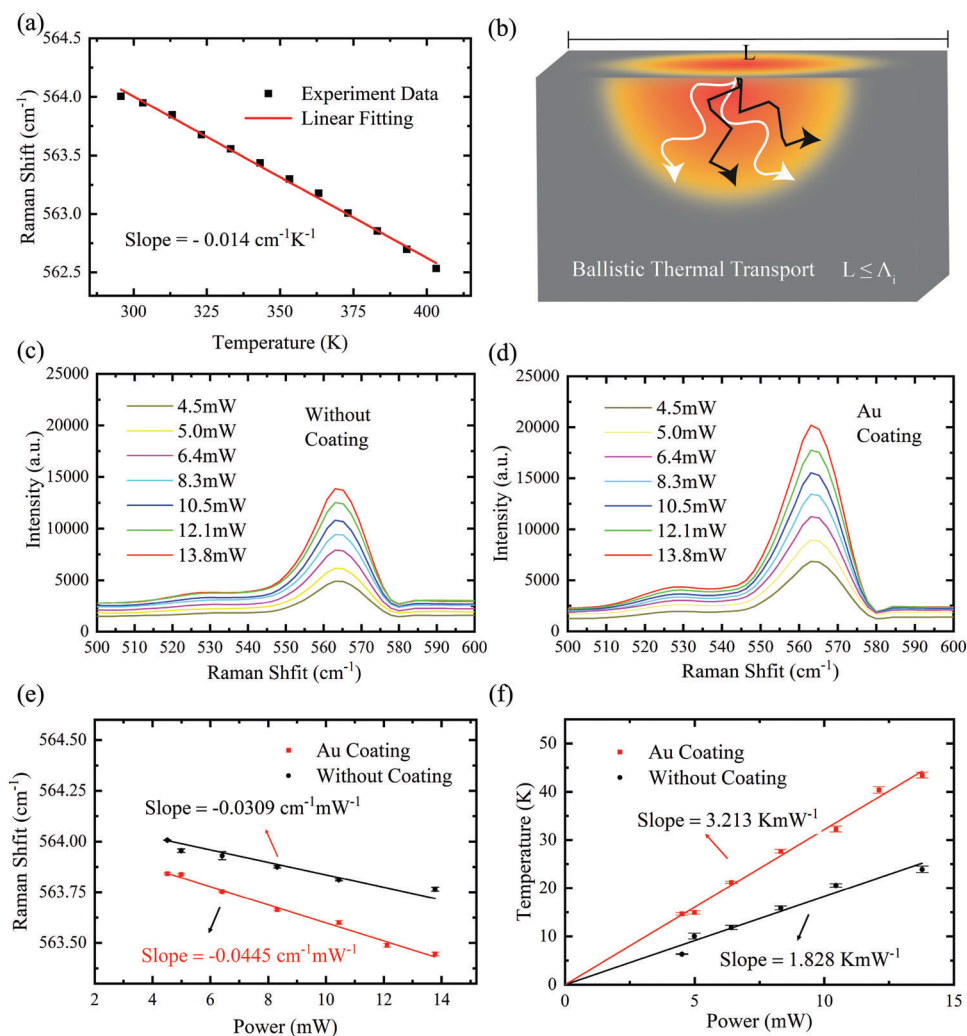 (a)
564.5
564.0
563.5
563.0
562.5
Raman Shift (cm⁻¹)
Experiment Data
Linear Fitting
Slope = - 0.014 cm⁻¹K⁻¹
300 325 350 375 400
Temperature (K)
(b)
L
Ballistic Thermal Transport L ≤ Λᵢ
(c)
25000
20000
15000
10000
5000
0
Intensity (a.u.)
4.5mW
5.0mW
6.4mW
8.3mW
10.5mW
12.1mW
13.8mW
Without
Coating
500 510 520 530 540 550 560 570 580 590 600
Raman Shfit (cm⁻¹)
(d)
25000
20000
15000
10000
5000
0
Intensity (a.u.)
4.5mW
5.0mW
6.4mW
8.3mW
10.5mW
12.1mW
13.8mW
Au
Coating
500 510 520 530 540 550 560 570 580 590 600
Raman Shfit (cm⁻¹)
(e)
564.50
564.25
564.00
563.75
563.50
Raman Shfit (cm⁻¹)
Au Coating
Without Coating
Slope = -0.0309 cm⁻¹mW⁻¹
Slope = -0.0445 cm⁻¹mW⁻¹
2 4 6 8 10 12 14
Power (mW)
(f)
50
40
30
20
10
0
Temperature (K)
Au Coating
Without Coating
Slope = 3.213 KmW⁻¹
Slope = 1.828 KmW⁻¹
0 5 10 15
Power (mW)